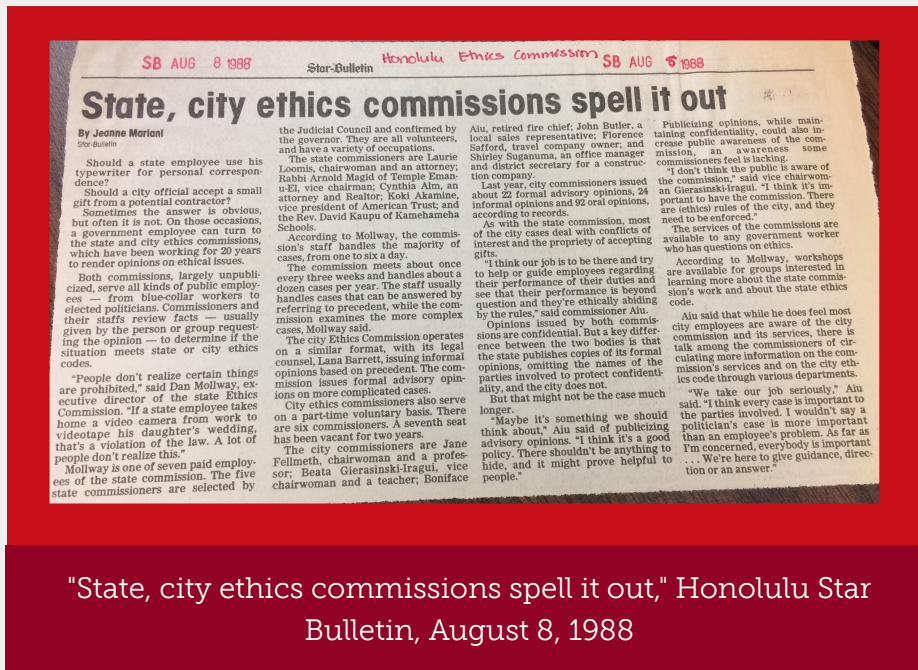 SB AUG 8 1988
Star-Bulletin
Honolulu Ethics Commission
SB AUG 8 1988
State, city ethics commissions spell it out
By Jeanne Mariani
Star-Bulletin
Should a state employee use his
typewriter for personal correspon-
dence?
Should a city official accept a small
gift from a potential contractor?
Sometimes the answer is obvious,
but often it is not. On those occasions,
a government employee can turn to
the state and city ethics commissions,
which have been working for 20 years
to render opinions on ethical issues.
Both commissions, largely unpubli-
cized, serve all kinds of public employ-
ees — from blue-collar workers to
elected politicians. Commissioners and
their staffs review facts — usually
given by the person or group request-
ing the opinion — to determine if the
situation meets state or city ethics
codes.
"People don't realize certain things
are prohibited," said Dan Mollway, ex-
ecutive director of the state Ethics
Commission. "If a state employee takes
home a video camera from work to
videotape his daughter's wedding,
that's a violation of the law. A lot of
people don't realize this."
Mollway is one of seven paid employ-
ees of the state commission. The five
state commissioners are selected by
the Judicial Council and confirmed by
the governor. They are all volunteers,
and have a variety of occupations.
The state commissioners are Laurie
Loomis, chairwoman and an attorney;
Rabbi Arnold Magid of Temple Eman-
u-El, vice chairman; Cynthia Alm, an
attorney and Realtor; Koki Akamine,
vice president of American Trust; and
the Rev. David Kaupu of Kamehameha
Schools.
According to Mollway, the commis-
sion's staff handles the majority of
cases, from one to six a day.
The commission meets about once
every three weeks and handles about a
dozen cases per year. The staff usually
handles cases that can be answered by
referring to precedent, while the com-
mission examines the more complex
cases, Mollway said.
The city Ethics Commission operates
on a similar format, with its legal
counsel, Lana Barrett, issuing informal
opinions based on precedent. The com-
mission issues formal advisory opin-
ions on more complicated cases.
City ethics commissioners also serve
on a part-time voluntary basis. There
are six commissioners. A seventh seat
has been vacant for two years.
The city commissioners are Jane
Fellmeth, chairwoman and a profes-
sor; Beata Gierasinski-Iragui, vice
chairwoman and a teacher; Boniface
Aiu, retired fire chief; John Butler, a
local sales representative; Florence
Safford, travel company owner; and
Shirley Suganuma, an office manager
and district secretary for a construc-
tion company.
Last year, city commissioners issued
about 22 formal advisory opinions, 24
informal opinions and 92 oral opinions,
according to records.
As with the state commission, most
of the city cases deal with conflicts of
interest and the propriety of accepting
gifts.
"I think our job is to be there and try
to help or guide employees regarding
their performance of their duties and
see that their performance is beyond
question and they're ethically abiding
by the rules," said commissioner Aiu.
Opinions issued by both commis-
sions are confidential. But a key differ-
ence between the two bodies is that
the state publishes copies of its formal
opinions, omitting the names of the
parties involved to protect confidenti-
ality, and the city does not.
But that might not be the case much
longer.
"Maybe it's something we should
think about," Aiu said of publicizing
advisory opinions. "I think it's a good
policy. There shouldn't be anything to
hide, and it might prove helpful to
people."
Publicizing opinions, while main-
taining confidentiality, could also in-
crease public awareness of the com-
mission, an awareness some
commissioners feel is lacking.
"I don't think the public is aware of
the commission," said vice chairwom-
an Gierasinski-Iragui. "I think it's im-
portant to have the commission. There
are (ethics) rules of the city, and they
need to be enforced."
The services of the commissions are
available to any government worker
who has questions on ethics.
According to Mollway, workshops
are available for groups interested in
learning more about the state commis-
sion's work and about the state ethics
code.
Aiu said that while he does feel most
city employees are aware of the city
commission and its services, there is
talk among the commissioners of cir-
culating more information on the com-
mission's services and on the city eth-
ics code through various departments.
"We take our job seriously," Aiu
said. "I think every case is important to
the parties involved. I wouldn't say a
politician's case is more important
than an employee's problem. As far as
I'm concerned, everybody is important
. . . . We're here to give guidance, direc-
tion or an answer."
"State, city ethics commissions spell it out," Honolulu Star
Bulletin, August 8, 1988